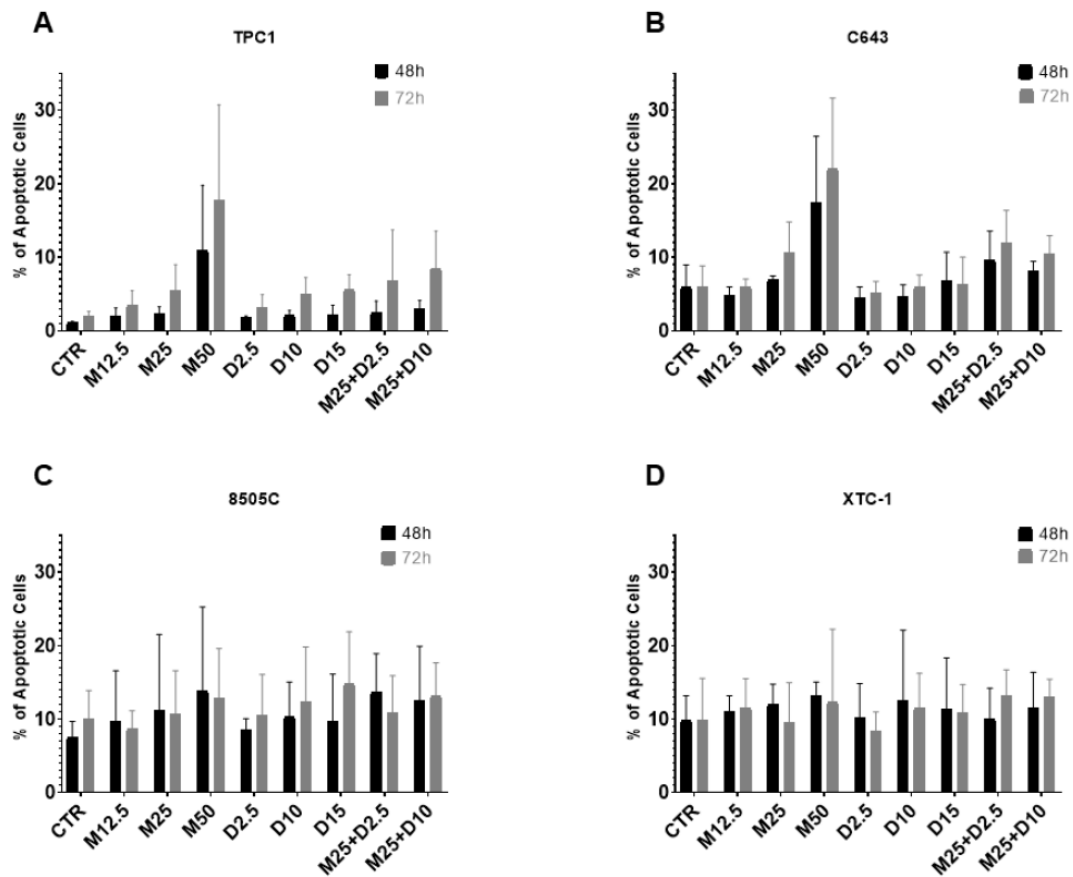 A
TPC1
48h
72h
% of Apoptotic Cells
30
20
10
0
CTR
M12.5
M25
M50
D2.5
D10
D15
M25+D2.5
M25+D10
B
C643
48h
72h
% of Apoptotic Cells
30
20
10
0
CTR
M12.5
M25
M50
D2.5
D10
D15
M25+D2.5
M25+D10
C
8505C
48h
72h
% of Apoptotic Cells
30
20
10
0
CTR
M12.5
M25
M50
D2.5
D10
D15
M25+D2.5
M25+D10
D
XTC-1
48h
72h
% of Apoptotic Cells
30
20
10
0
CTR
M12.5
M25
M50
D2.5
D10
D15
M25+D2.5
M25+D10